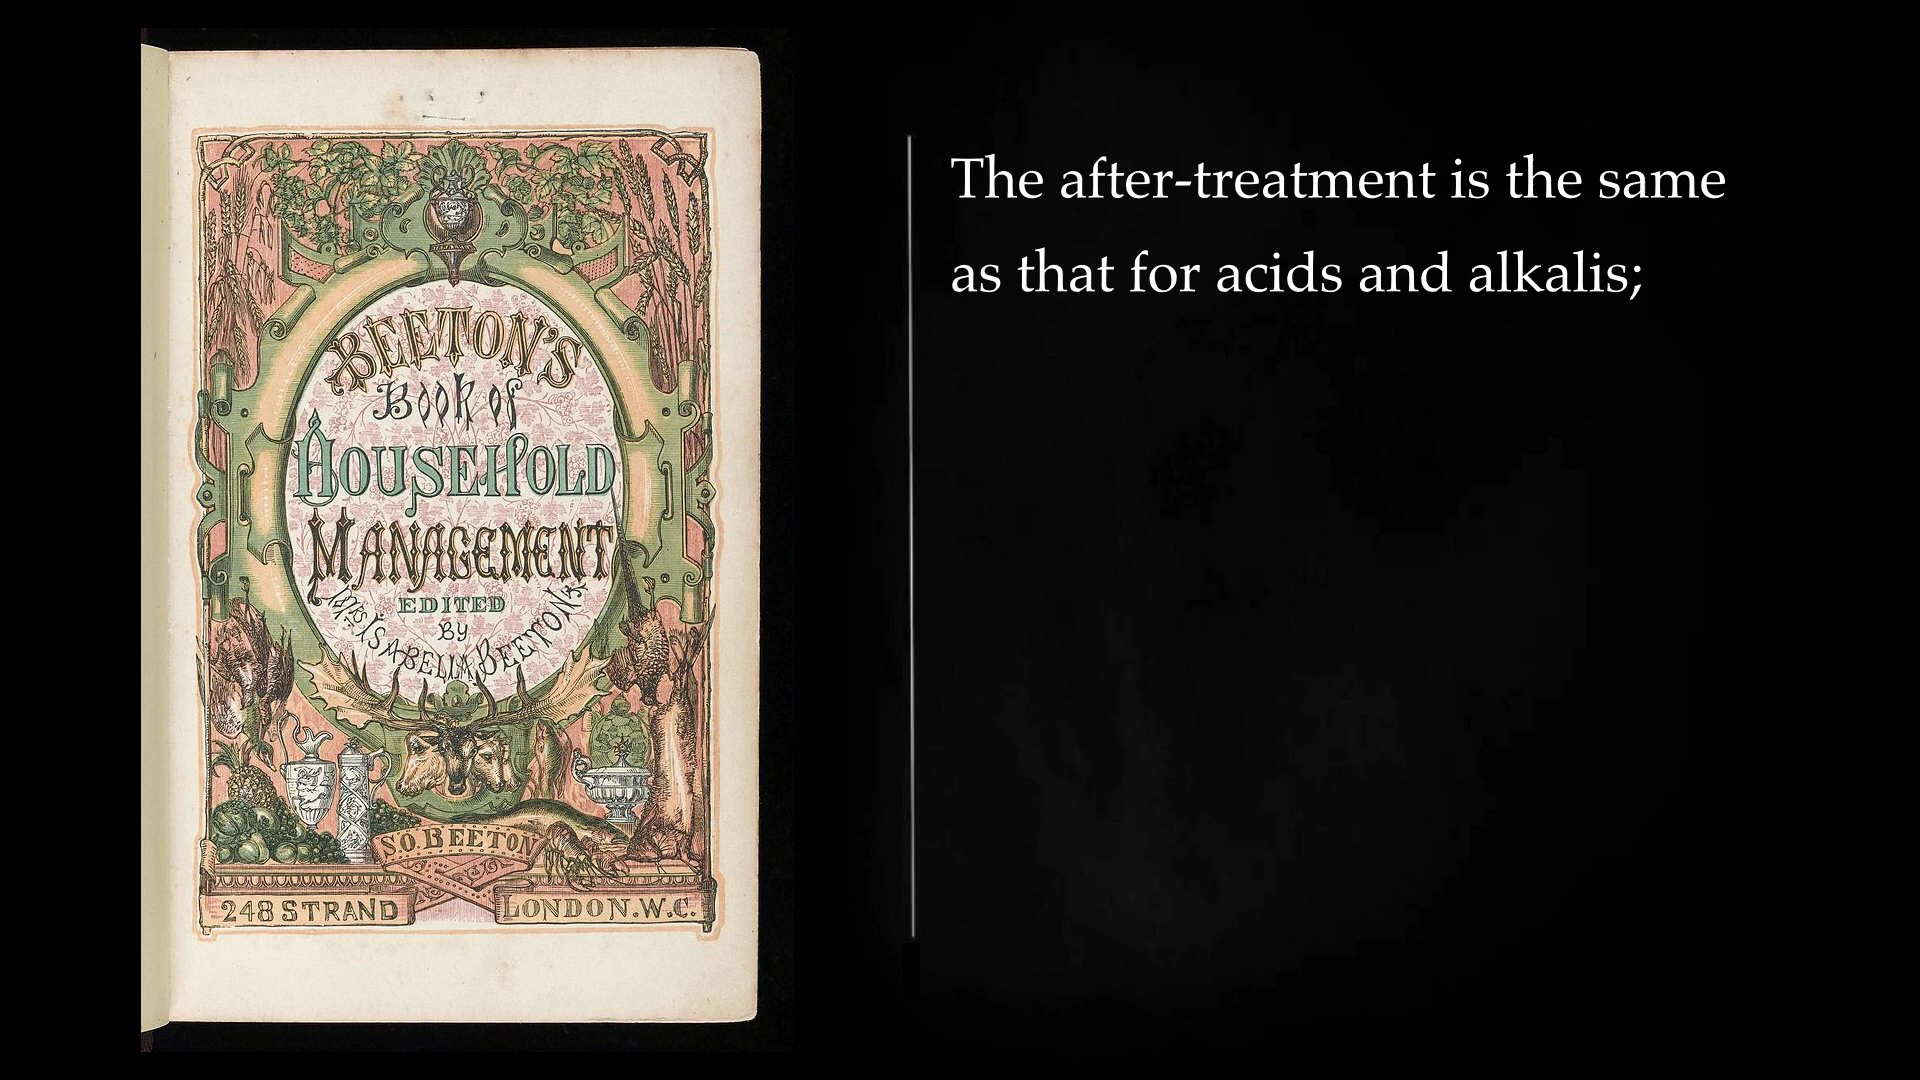 BEETON'S
BOOK OF
HOUSEHOLD
MANAGEMENT
EDITED
BY
MRS ISABELLA BEETON
S.O. BEETON
248 STRAND
LONDON.W.C.
The after-treatment is the same
as that for acids and alkalis;